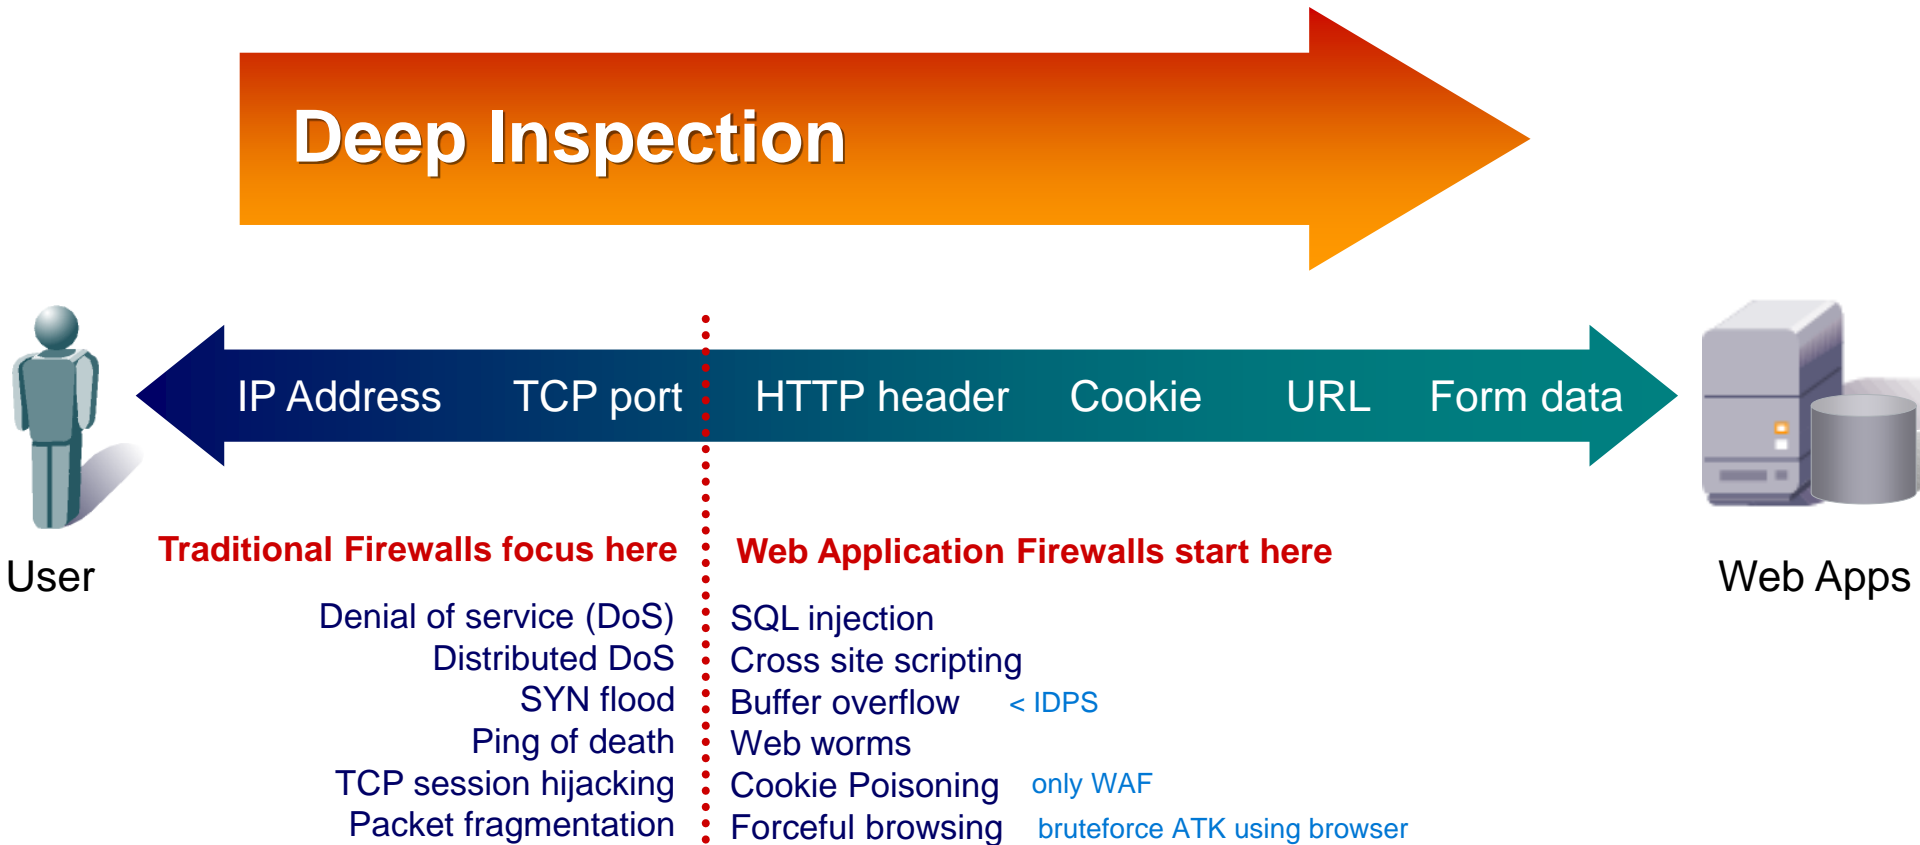 Deep Inspection
IP Address TCP port HTTP header Cookie URL Form data
User
Web Apps
Traditional Firewalls focus here
Denial of service (DoS)
Distributed DoS
SYN flood
Ping of death
TCP session hijacking
Packet fragmentation
Web Application Firewalls start here
SQL injection
Cross site scripting
Buffer overflow < IDPS
Web worms
Cookie Poisoning only WAF
Forceful browsing bruteforce ATK using browser